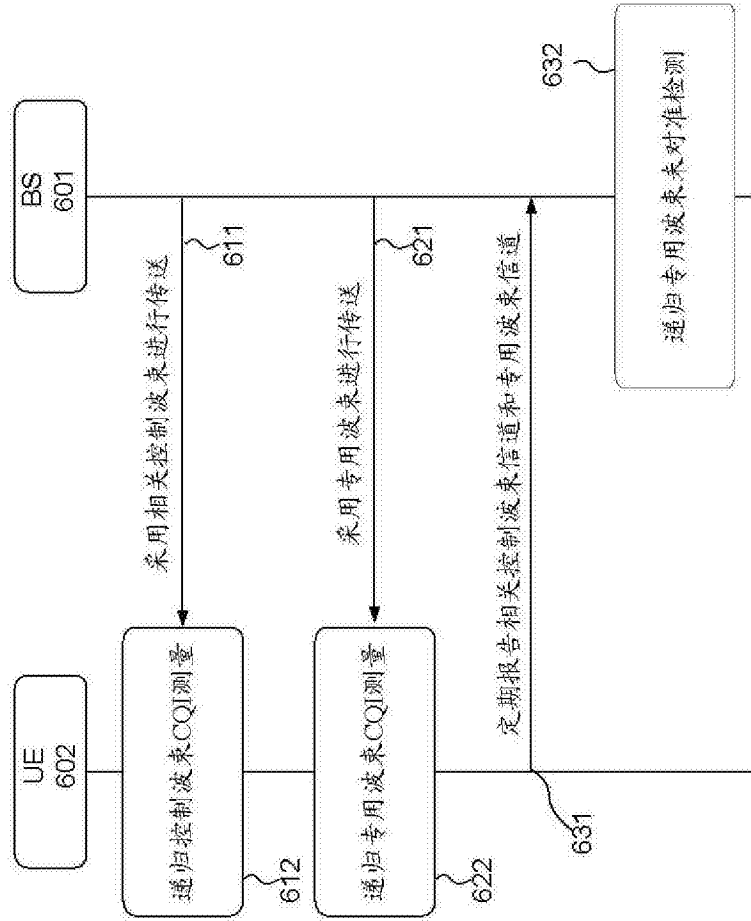 UE
602
BS
601
采用相关控制波束进行传送
611
递归控制波束CQI测量
612
采用专用波束进行传送
621
递归专用波束CQI测量
622
定期报告相关控制波束信道和专用波束信道
631
632
递归专用波束未对准检测